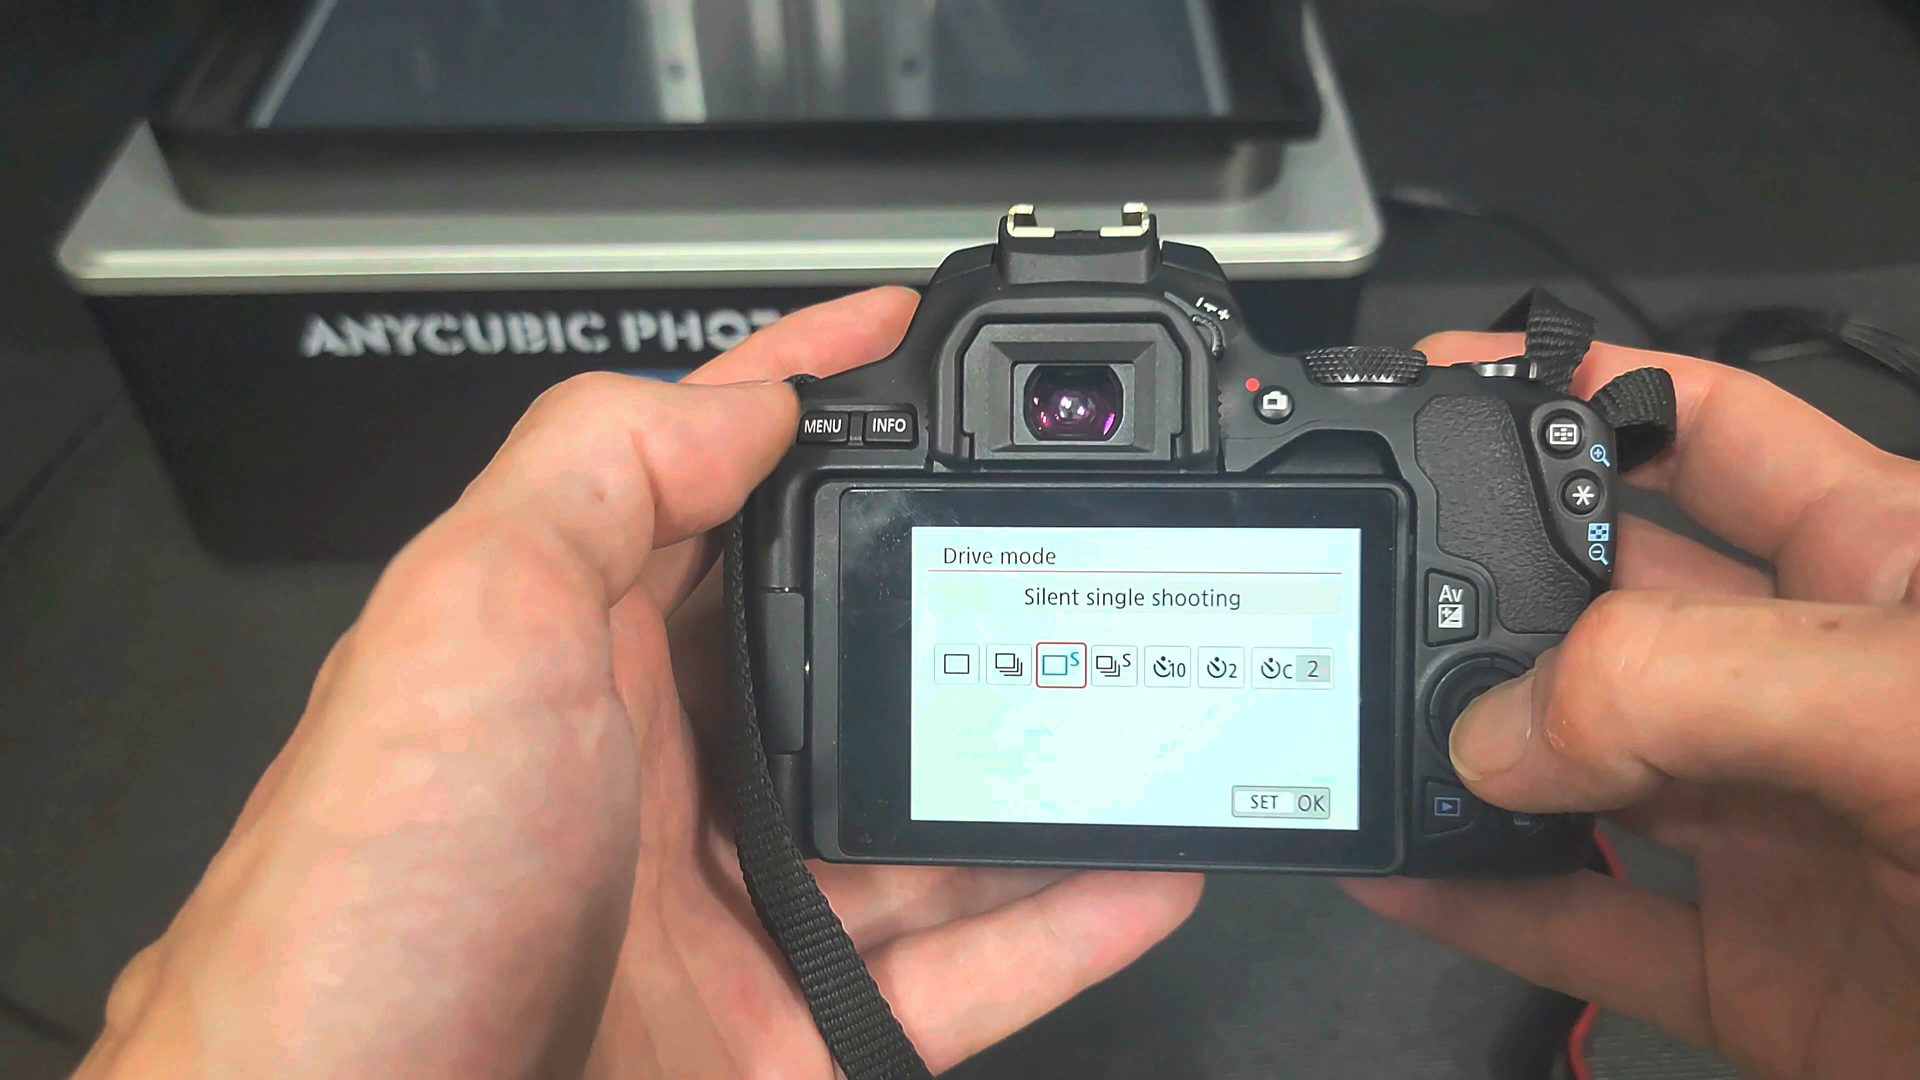 ANYCUBIC PHO
MENU INFO
Drive mode
Silent single shooting
S S 10 2 C 2
SET OK
Av